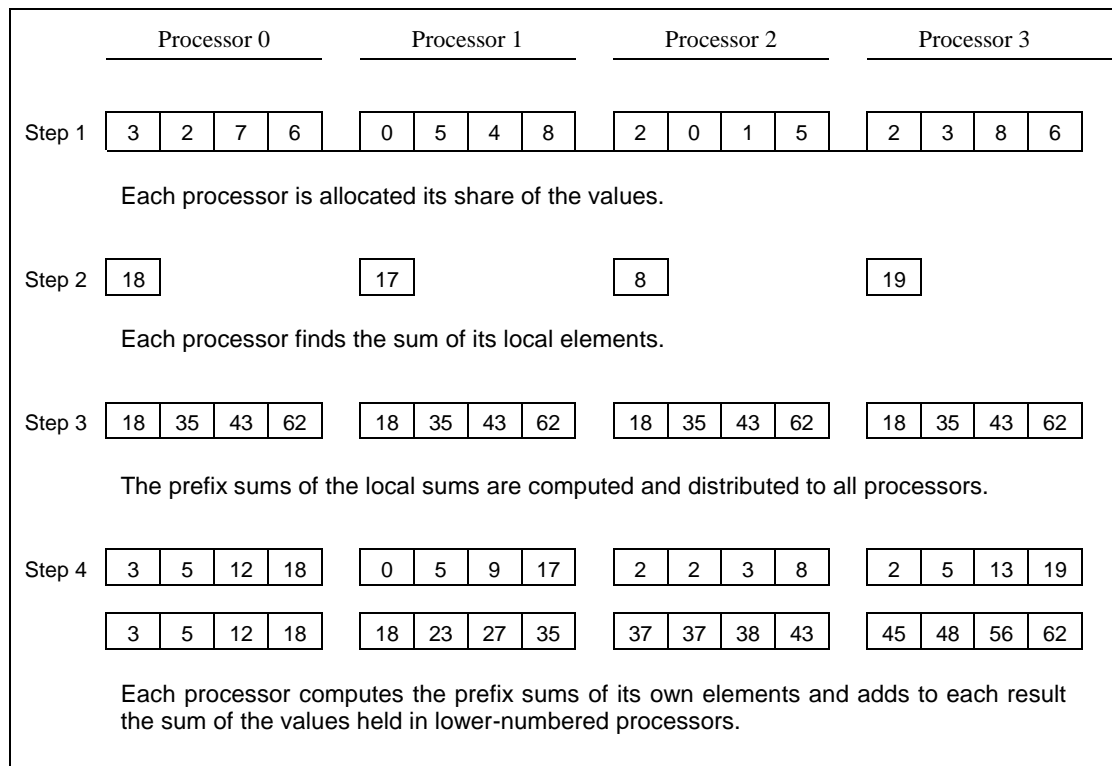 Processor 0 Processor 1 Processor 2 Processor 3
Step 1 3 2 7 6 0 5 4 8 2 0 1 5 2 3 8 6
Each processor is allocated its share of the values.
Step 2 18 17 8 19
Each processor finds the sum of its local elements.
Step 3 18 35 43 62 18 35 43 62 18 35 43 62 18 35 43 62
The prefix sums of the local sums are computed and distributed to all processors.
Step 4 3 5 12 18 0 5 9 17 2 2 3 8 2 5 13 19
3 5 12 18 18 23 27 35 37 37 38 43 45 48 56 62
Each processor computes the prefix sums of its own elements and adds to each result
the sum of the values held in lower-numbered processors.